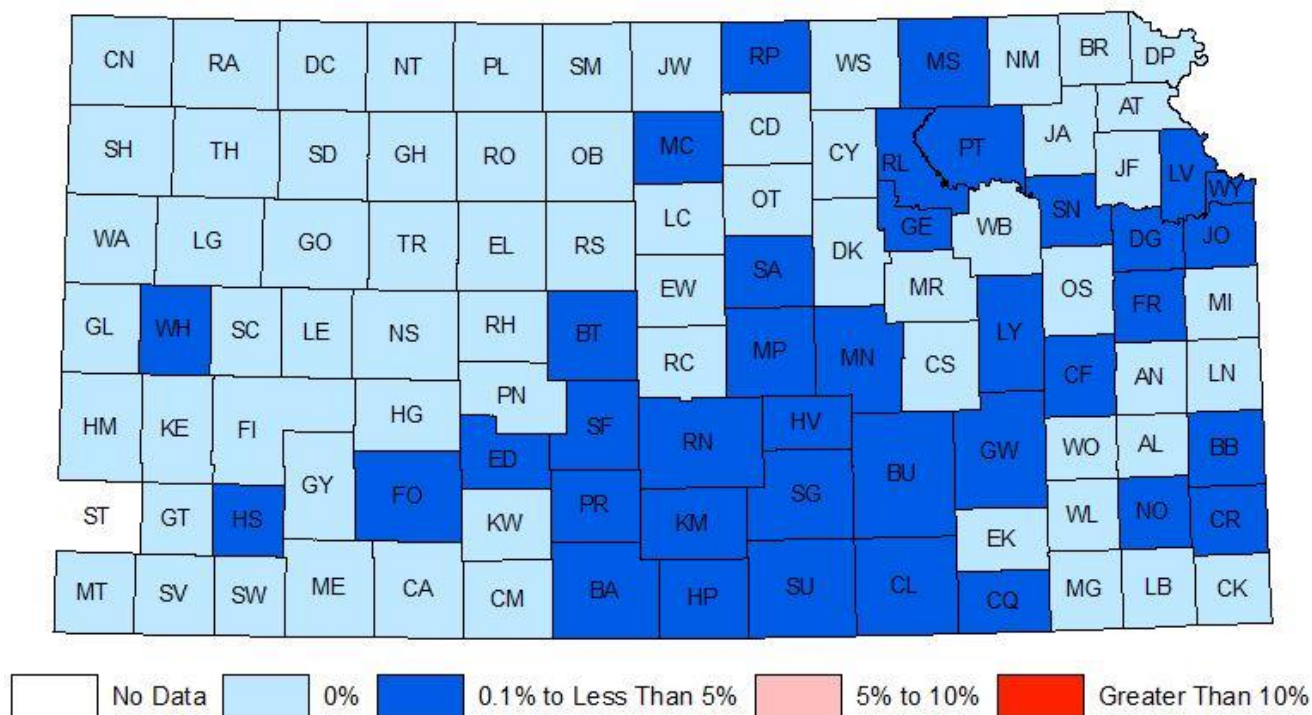 CN RA DC NT PL SM JW RP WS MS NM BR DP
SH TH SD GH RO OB MC CD CY RL PT JA AT JF LV WY
WA LG GO TR EL RS LC OT DK GE WB SN DG JO
GL WH SC LE NS RH BT EW SA MR LY OS FR MI
HM KE FI HG PN SF RC MP MN CS CF AN LN
ST GT HS GY FO ED PR RN HV BU GW WO AL BB
KW KM SG EK WL NO CR
MT SV SW ME CA CM BA HP SU CL CQ MG LB CK
No Data 0% 0.1% to Less Than 5% 5% to 10% Greater Than 10%